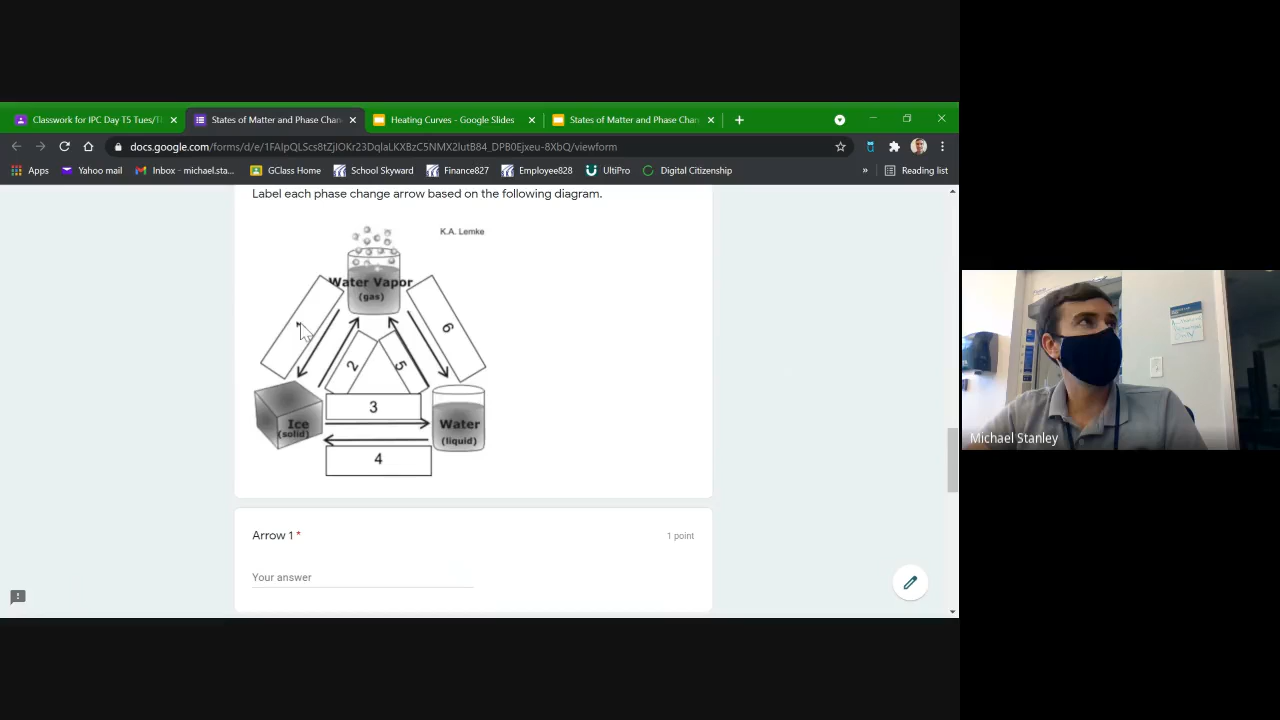 Classwork for IPC Day T5 Tues/T
States of Matter and Phase Chan
Heating Curves - Google Slides
States of Matter and Phase Chan
docs.google.com/forms/d/e/1FAIpQLScs8tZjIOKr23DqlaLKXBzC5NMX2lutB84_DPB0Ejxeu-8XbQ/viewform
Apps
Yahoo mail
Inbox - michael.sta...
GClass Home
School Skyward
Finance827
Employee828
UltiPro
Digital Citizenship
»
Reading list
Label each phase change arrow based on the following diagram.
K.A. Lemke
Water Vapor
(gas)
6
2
5
3
Ice
(solid)
Water
(liquid)
4
Arrow 1 *
1 point
Your answer
Michael Stanley